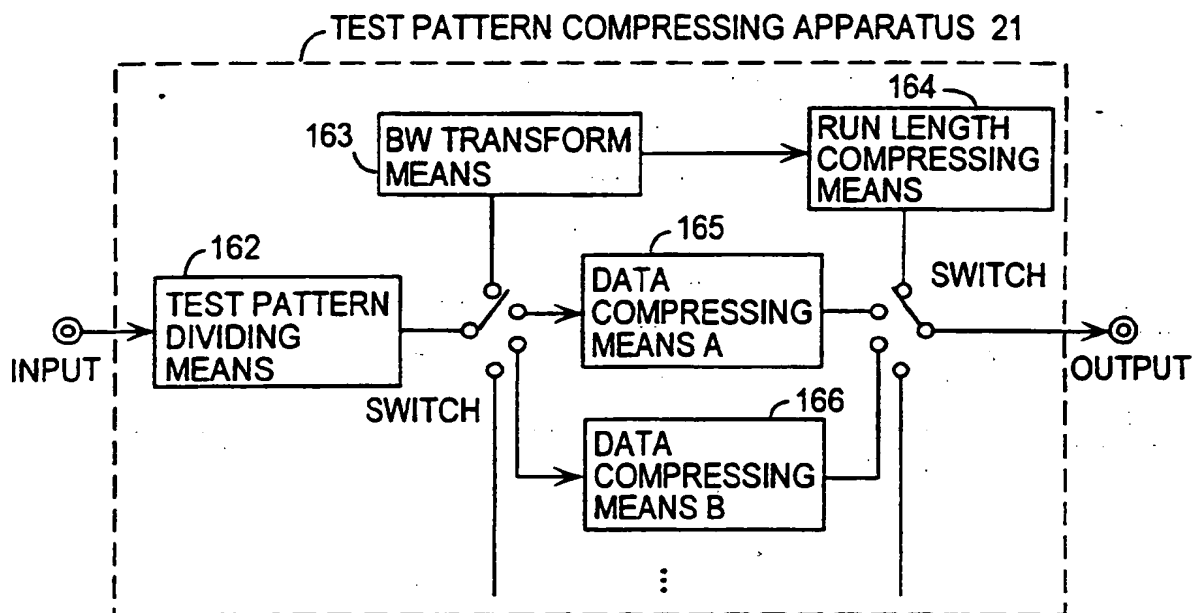 TEST PATTERN COMPRESSING APPARATUS 21
164
163
BW TRANSFORM
MEANS
RUN LENGTH
COMPRESSING
MEANS
162
165
TEST PATTERN
DIVIDING
MEANS
DATA
COMPRESSING
MEANS A
SWITCH
INPUT
OUTPUT
SWITCH
166
DATA
COMPRESSING
MEANS B
⋮